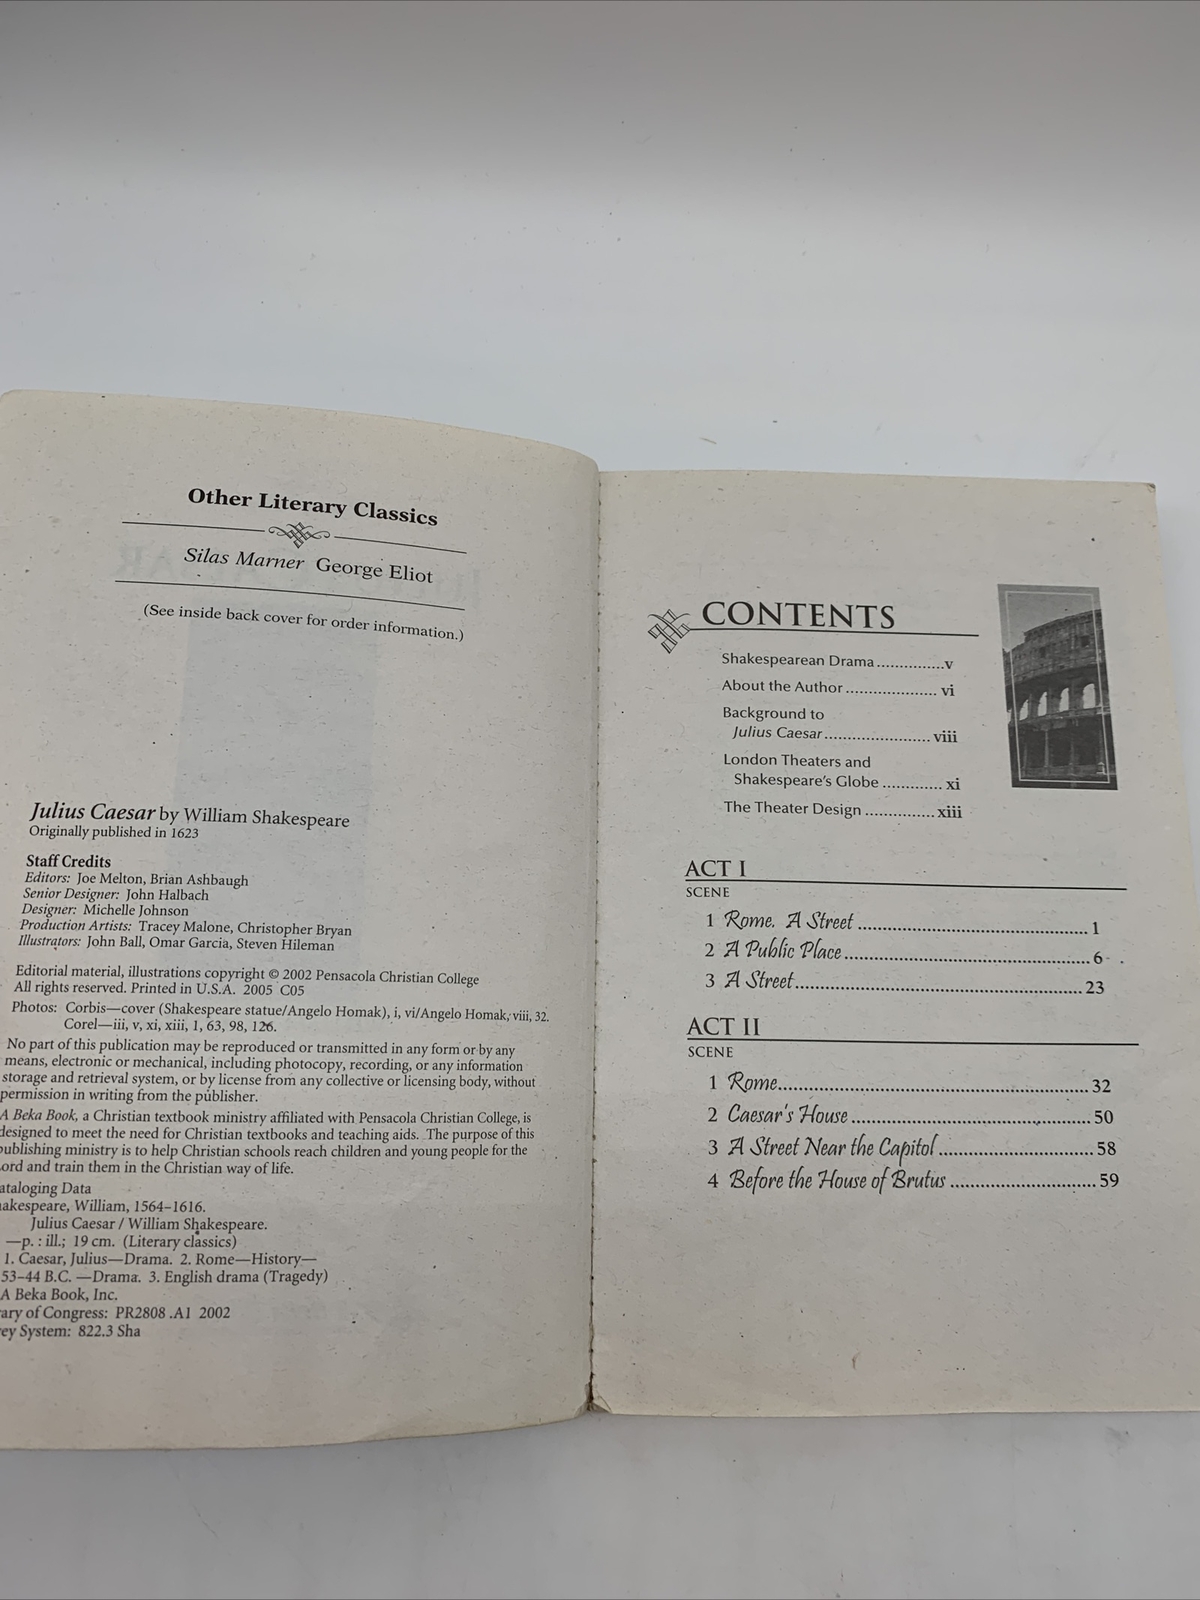 Other Literary Classics
Silas Marner George Eliot
(See inside back cover for order information.)
Julius Caesar by William Shakespeare
Originally published in 1623
Staff Credits
Editors: Joe Melton, Brian Ashbaugh
Senior Designer: John Halbach
Designer: Michelle Johnson
Production Artists: Tracey Malone, Christopher Bryan
Illustrators: John Ball, Omar Garcia, Steven Hileman
Editorial material, illustrations copyright © 2002 Pensacola Christian College
All rights reserved. Printed in U.S.A. 2005 C05
Photos: Corbis—cover (Shakespeare statue/Angelo Homak), i, vi/Angelo Homak, viii, 32.
Corel—iii, v, xi, xiii, 1, 63, 98, 126.
No part of this publication may be reproduced or transmitted in any form or by any
means, electronic or mechanical, including photocopy, recording, or any information
storage and retrieval system, or by license from any collective or licensing body, without
permission in writing from the publisher.
A Beka Book, a Christian textbook ministry affiliated with Pensacola Christian College, is
designed to meet the need for Christian textbooks and teaching aids. The purpose of this
publishing ministry is to help Christian schools reach children and young people for the
ord and train them in the Christian way of life.
ataloging Data
akespeare, William, 1564–1616.
Julius Caesar / William Shakespeare.
—p. : ill.; 19 cm. (Literary classics)
1. Caesar, Julius—Drama. 2. Rome—History—
53–44 B.C. —Drama. 3. English drama (Tragedy)
A Beka Book, Inc.
ary of Congress: PR2808 .A1 2002
ey System: 822.3 Sha
CONTENTS
Shakespearean Drama...............v
About the Author.................... vi
Background to
Julius Caesar....................... viii
London Theaters and
Shakespeare's Globe ............. xi
The Theater Design ............... xiii
ACT I
SCENE
1 Rome. A Street ................................................ 1
2 A Public Place................................................... 6
3 A Street............................................................. 23
ACT II
SCENE
1 Rome................................................................ 32
2 Caesar's House .................................................. 50
3 A Street Near the Capitol ................................ 58
4 Before the House of Brutus .............................. 59